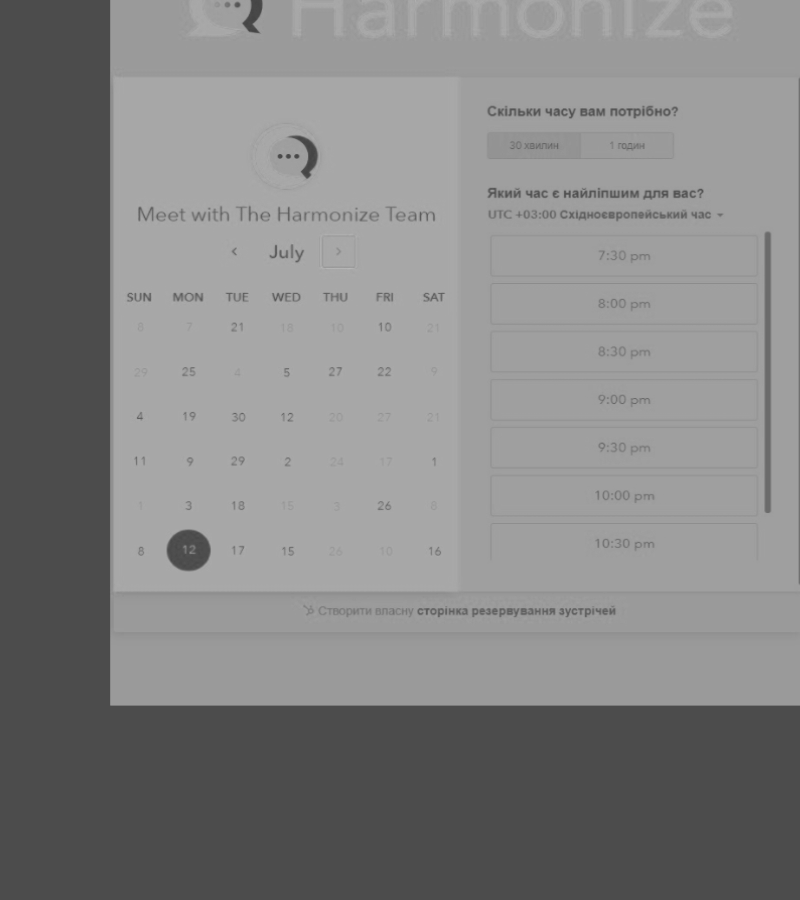 Harmonize
Meet with The Harmonize Team
July
SUN MON TUE WED THU FRI SAT
8 7 21 18 10 10 21
29 25 4 5 27 22 9
4 19 30 12 20 27 21
11 9 29 2 24 17 1
1 3 18 15 3 26 8
8 12 17 15 26 10 16
Скільки часу вам потрібно?
30 хвилин 1 годин
Який час є найліпшим для вас?
UTC +03:00 Східноєвропейський час
7:30 pm
8:00 pm
8:30 pm
9:00 pm
9:30 pm
10:00 pm
10:30 pm
Створити власну сторінка резервування зустрічей